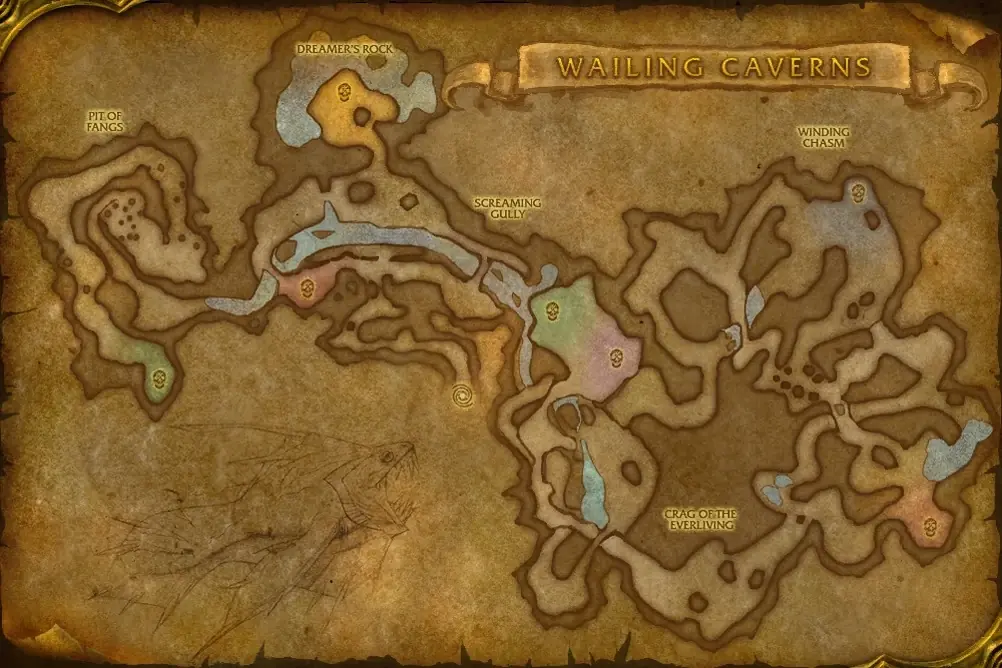 DREAMER'S ROCK
WAILING CAVERNS
PIT OF
FANGS
WINDING
CHASM
SCREAMING
GULLY
CRAG OF THE
EVERLIVING